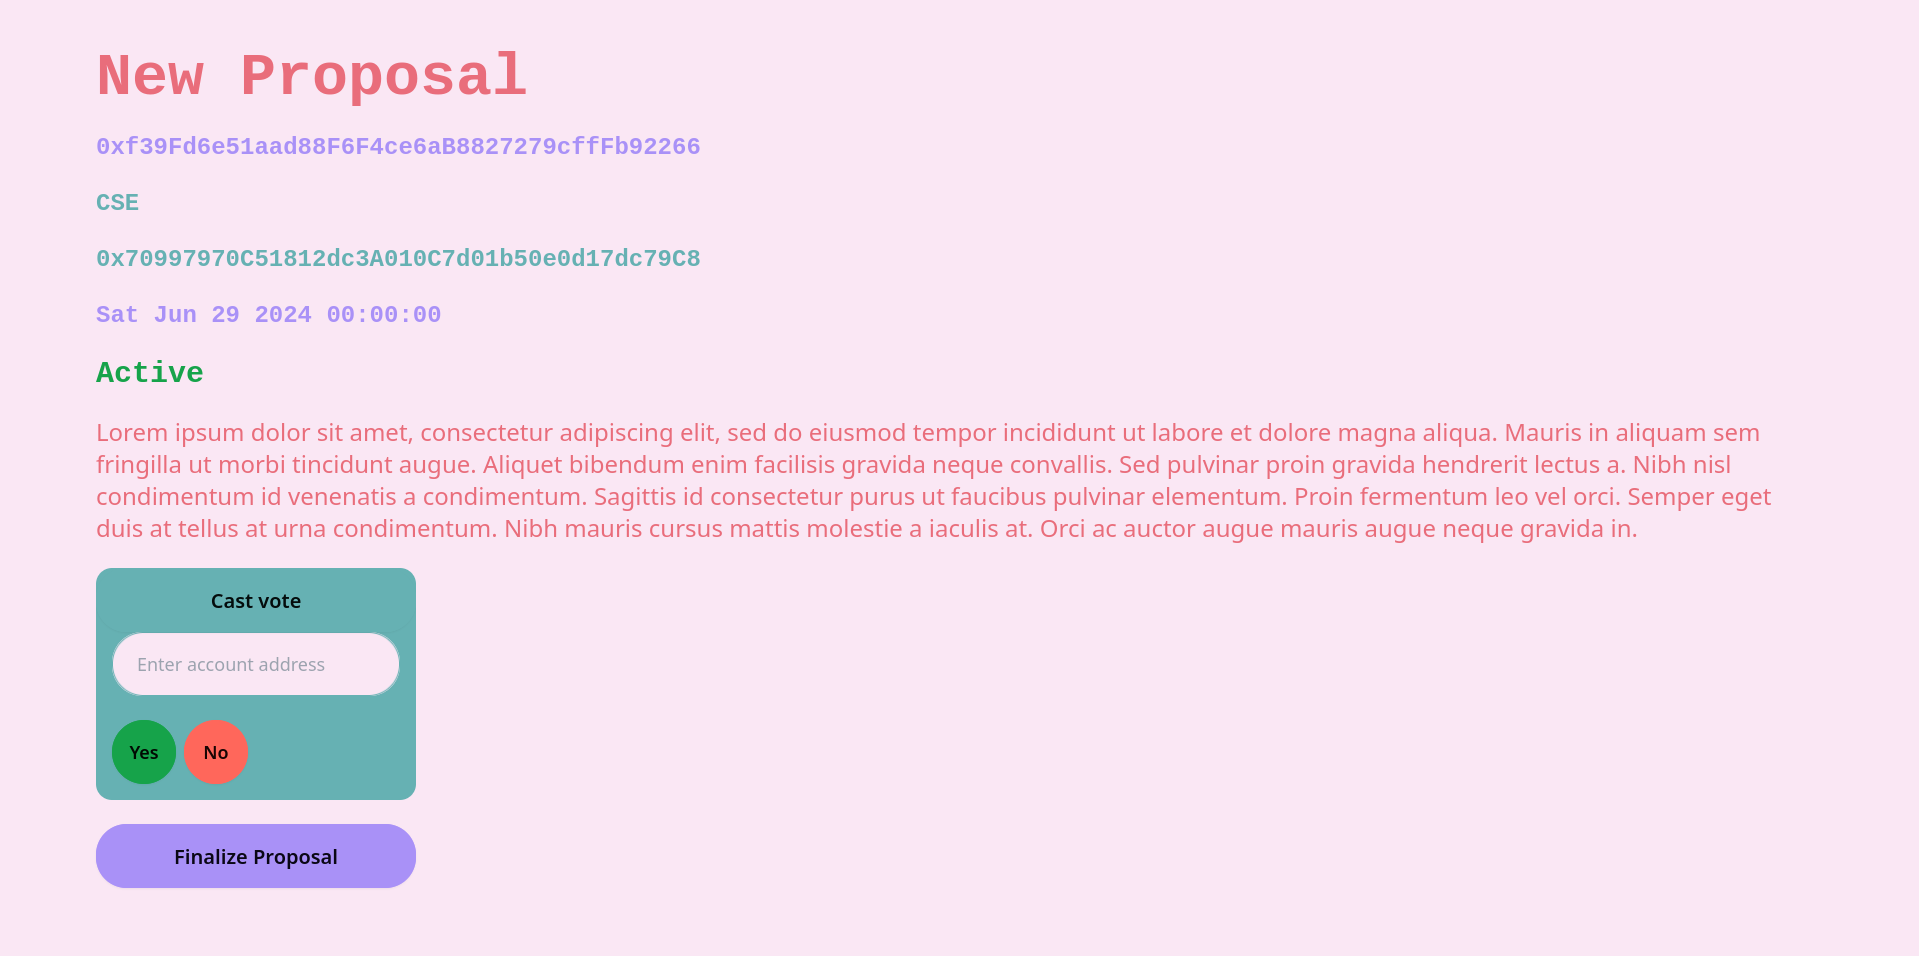 New Proposal
0xf39Fd6e51aad88F6F4ce6aB8827279cffFb92266
CSE
0x70997970C51812dc3A010C7d01b50e0d17dc79C8
Sat Jun 29 2024 00:00:00
Active
Lorem ipsum dolor sit amet, consectetur adipiscing elit, sed do eiusmod tempor incididunt ut labore et dolore magna aliqua. Mauris in aliquam sem
fringilla ut morbi tincidunt augue. Aliquet bibendum enim facilisis gravida neque convallis. Sed pulvinar proin gravida hendrerit lectus a. Nibh nisl
condimentum id venenatis a condimentum. Sagittis id consectetur purus ut faucibus pulvinar elementum. Proin fermentum leo vel orci. Semper eget
duis at tellus at urna condimentum. Nibh mauris cursus mattis molestie a iaculis at. Orci ac auctor augue mauris augue neque gravida in.
Cast vote
Enter account address
Yes No
Finalize Proposal